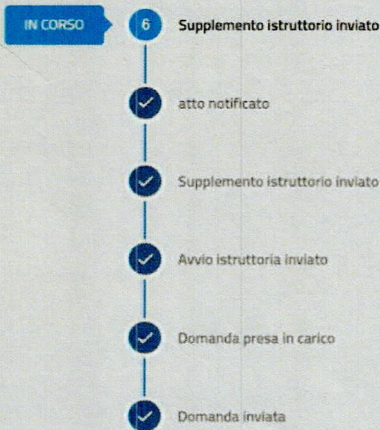 IN CORSO 6 Supplemento istruttorio inviato
atto notificato
Supplemento istruttorio inviato
Avvio istruttoria inviato
Domanda presa in carico
Domanda inviata